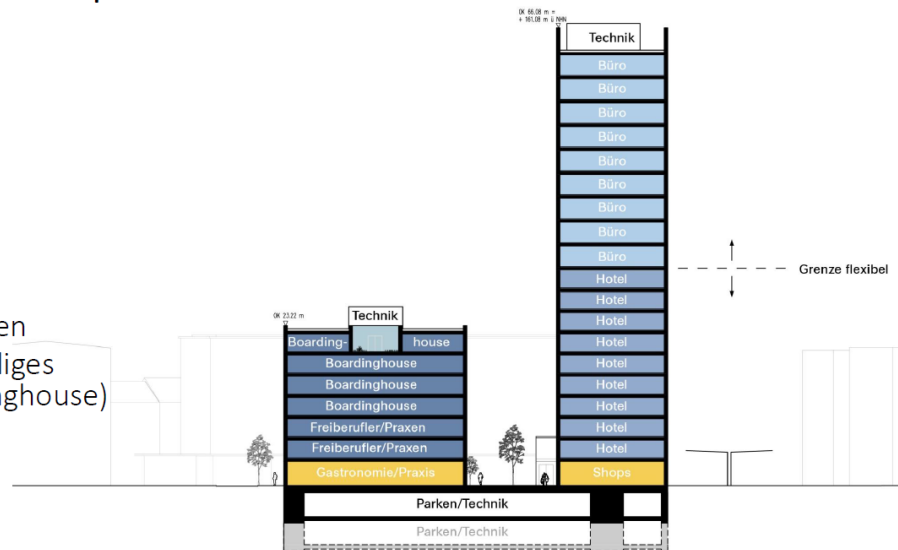 OK 66,08 m =
+ 161,08 m ü NHN
Technik
Büro
Büro
Büro
Büro
Büro
Büro
Büro
Büro
Büro
Hotel
Grenze flexibel
Hotel
Hotel
OK 23,22 m
Technik
en
Boarding- house
Hotel
liges
Boardinghouse
Hotel
Boardinghouse
Hotel
nghouse)
Boardinghouse
Hotel
Freiberufler/Praxen
Hotel
Freiberufler/Praxen
Hotel
Gastronomie/Praxis
Shops
Parken/Technik
Parken/Technik